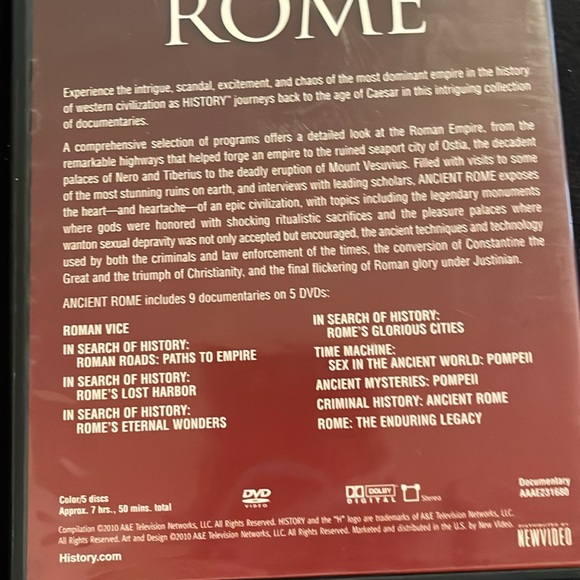 ROME
Experience the intrigue, scandal, excitement, and chaos of the most dominant empire in the history
of western civilization as HISTORY™ journeys back to the age of Caesar in this intriguing collection
of documentaries.
A comprehensive selection of programs offers a detailed look at the Roman Empire, from the
remarkable highways that helped forge an empire to the ruined seaport city of Ostia, the decadent
palaces of Nero and Tiberius to the deadly eruption of Mount Vesuvius. Filled with visits to some
of the most stunning ruins on earth, and interviews with leading scholars, ANCIENT ROME exposes
the heart—and heartache—of an epic civilization, with topics including the legendary monuments
where gods were honored with shocking ritualistic sacrifices and the pleasure palaces where
wanton sexual depravity was not only accepted but encouraged, the ancient techniques and technology
used by both the criminals and law enforcement of the times, the conversion of Constantine the
Great and the triumph of Christianity, and the final flickering of Roman glory under Justinian.
ANCIENT ROME includes 9 documentaries on 5 DVDs:
ROMAN VICE
IN SEARCH OF HISTORY:
ROMAN ROADS: PATHS TO EMPIRE
IN SEARCH OF HISTORY:
ROME'S LOST HARBOR
IN SEARCH OF HISTORY:
ROME'S ETERNAL WONDERS
IN SEARCH OF HISTORY:
ROME'S GLORIOUS CITIES
TIME MACHINE:
SEX IN THE ANCIENT WORLD: POMPEII
ANCIENT MYSTERIES: POMPEII
CRIMINAL HISTORY: ANCIENT ROME
ROME: THE ENDURING LEGACY
Color/5 discs
Approx. 7 hrs., 50 mins. total
DVD
VIDEO
DOLBY
DIGITAL
Stereo
Documentary
AAAE231680
Compilation ©2010 A&E Television Networks, LLC. All Rights Reserved. HISTORY and the "H" logo are trademarks of A&E Television Networks, LLC.
All Rights Reserved. Art and Design ©2010 A&E Television Networks, LLC. All Rights Reserved. Marketed and distributed in the U.S. by New Video.
History.com
DISTRIBUTED BY
NEWVIDEO